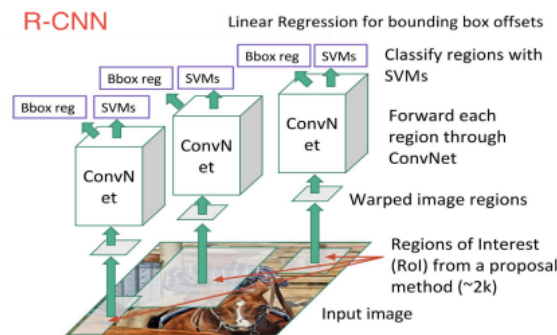 R-CNN
Linear Regression for bounding box offsets
Bbox reg
SVMs
Classify regions with
SVMs
Bbox reg
SVMs
Bbox reg
SVMs
Forward each
region through
ConvNet
ConvN
et
ConvN
et
ConvN
et
Warped image regions
Regions of Interest
(RoI) from a proposal
method (~2k)
Input image